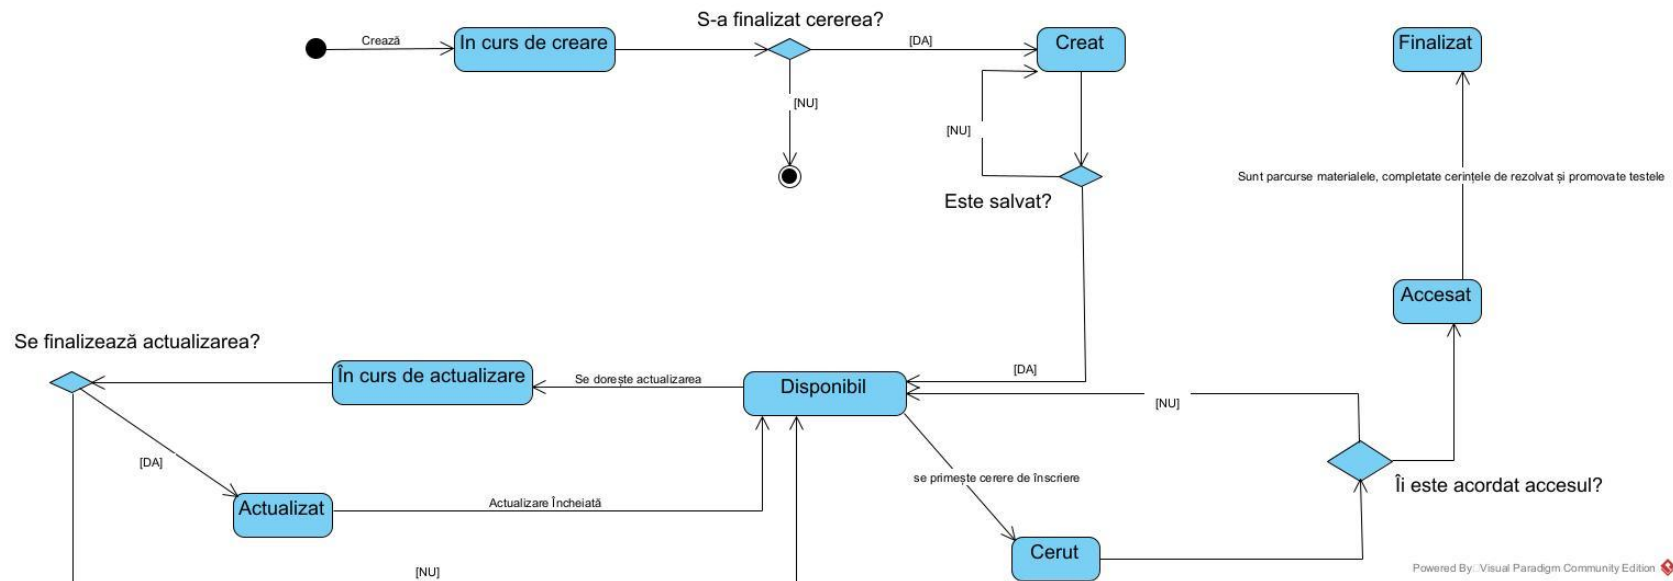 S-a finalizat cererea?
Crează
In curs de creare
[DA]
Creat
Finalizat
[NU]
[NU]
Sunt parcurse materialele, completate cerințele de rezolvat și promovate testele
Este salvat?
Accesat
Se finalizează actualizarea?
În curs de actualizare
Se dorește actualizarea
Disponibil
[DA]
[NU]
[DA]
se primește cerere de înscriere
Îi este acordat accesul?
Actualizat
Actualizare Încheiată
Cerut
[NU]
Powered By: Visual Paradigm Community Edition